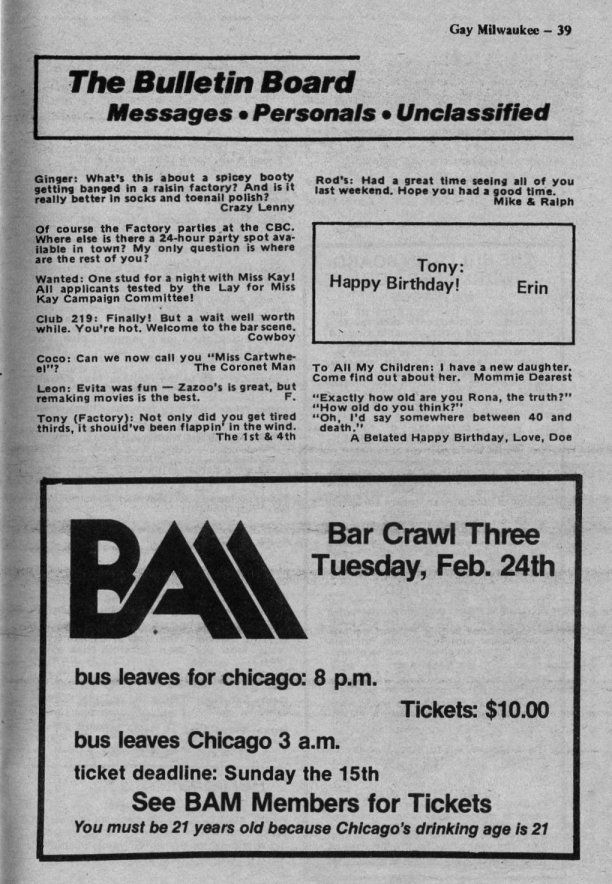 Gay Milwaukee — 39
The Bulletin Board
Messages • Personals • Unclassified
Ginger: What's this about a spicey booty
getting banged in a raisin factory? And is it
really better in socks and toenail polish?
Crazy Lenny
Of course the Factory parties at the CBC.
Where else is there a 24-hour party spot ava-
ilable in town? My only question is where
are the rest of you?
Wanted: One stud for a night with Miss Kay!
All applicants tested by the Lay for Miss
Kay Campaign Committee!
Club 219: Finally! But a wait well worth
while. You're hot. Welcome to the bar scene.
Cowboy
Coco: Can we now call you "Miss Cartwhe-
el"? The Coronet Man
Leon: Evita was fun — Zazoo's is great, but
remaking movies is the best. F.
Tony (Factory): Not only did you get tired
thirds, it should've been flappin' in the wind.
The 1st & 4th
Rod's: Had a great time seeing all of you
last weekend. Hope you had a good time.
Mike & Ralph
Tony:
Happy Birthday! Erin
To All My Children: I have a new daughter.
Come find out about her. Mommie Dearest
"Exactly how old are you Rona, the truth?"
"How old do you think?"
"Oh, I'd say somewhere between 40 and
death."
A Belated Happy Birthday, Love, Doe
BAM
Bar Crawl Three
Tuesday, Feb. 24th
bus leaves for chicago: 8 p.m.
Tickets: $10.00
bus leaves Chicago 3 a.m.
ticket deadline: Sunday the 15th
See BAM Members for Tickets
You must be 21 years old because Chicago's drinking age is 21